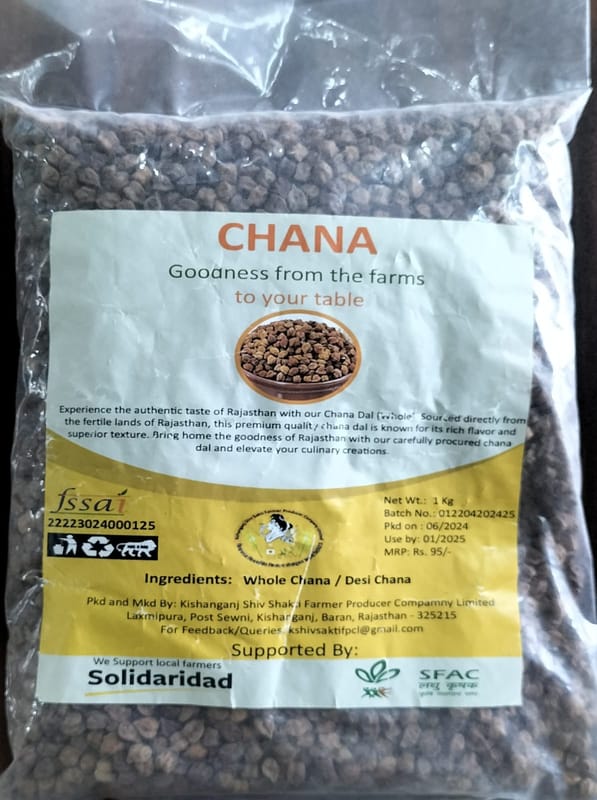 CHANA
Goodness from the farms
to your table
Experience the authentic taste of Rajasthan with our Chana Dal (Whole). Sourced directly from
the fertile lands of Rajasthan, this premium quality chana dal is known for its rich flavor and
superior texture. Bring home the goodness of Rajasthan with our carefully procured chana
dal and elevate your culinary creations.
fssai
22223024000125
Net Wt.: 1 Kg
Batch No.: 012204202425
Pkd on : 06/2024
Use by: 01/2025
MRP: Rs. 95/-
Ingredients: Whole Chana / Desi Chana
Pkd and Mkd By: Kishanganj Shiv Shaka Farmer Producer Compamny Limited
Laxmipura, Post Sewni, Kishanganj, Baran, Rajasthan - 325215
For Feedback/Queries kshivsaktifpcl@gmail.com
Supported By:
We Support local farmers
Solidaridad
SFAC
लघु कृषक